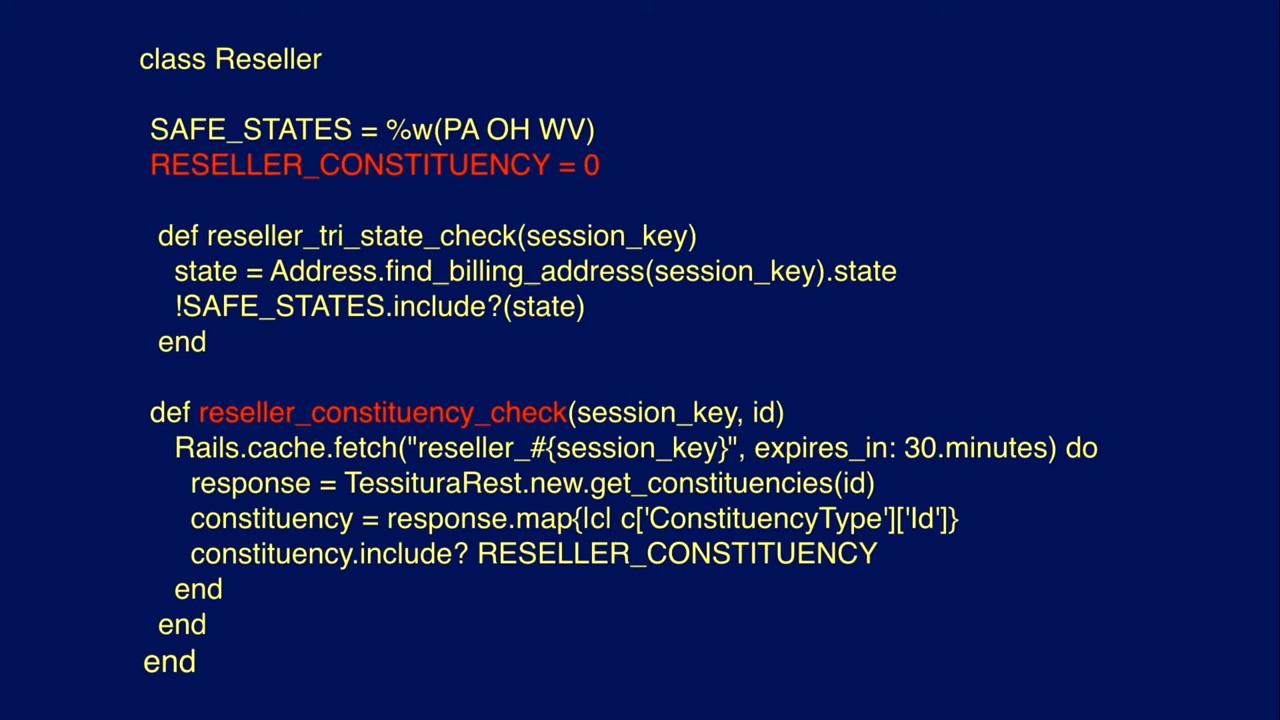 class Reseller
SAFE_STATES = %w(PA OH WV)
RESELLER_CONSTITUENCY = 0
def reseller_tri_state_check(session_key)
state = Address.find_billing_address(session_key).state
!SAFE_STATES.include?(state)
end
def reseller_constituency_check(session_key, id)
Rails.cache.fetch("reseller_#{session_key}", expires_in: 30.minutes) do
response = TessituraRest.new.get_constituencies(id)
constituency = response.map{|c| c['ConstituencyType']['Id']}
constituency.include? RESELLER_CONSTITUENCY
end
end
end